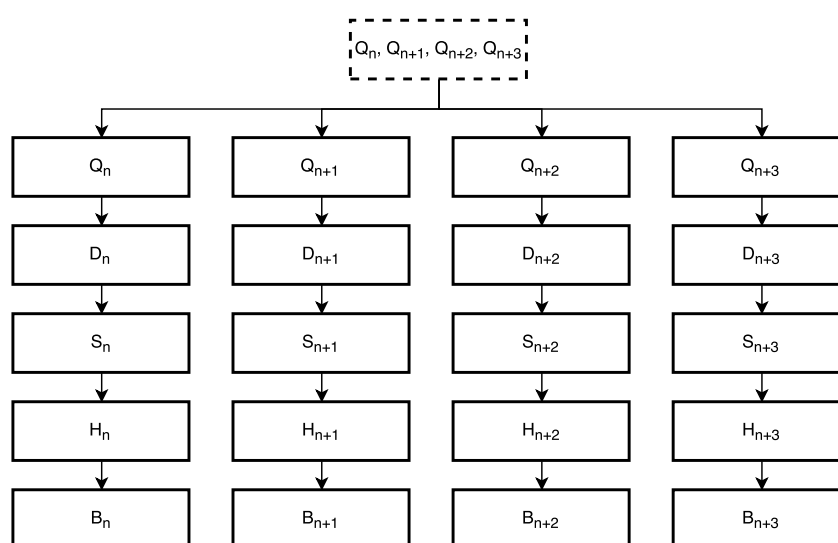 Qₙ, Qₙ₊₁, Qₙ₊₂, Qₙ₊₃
Qₙ Qₙ₊₁ Qₙ₊₂ Qₙ₊₃
Dₙ Dₙ₊₁ Dₙ₊₂ Dₙ₊₃
Sₙ Sₙ₊₁ Sₙ₊₂ Sₙ₊₃
Hₙ Hₙ₊₁ Hₙ₊₂ Hₙ₊₃
Bₙ Bₙ₊₁ Bₙ₊₂ Bₙ₊₃